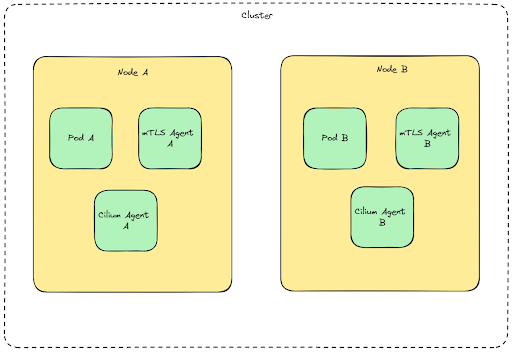 Cluster
Node A
Pod A
mTLS Agent
A
Cilium Agent
A
Node B
Pod B
mTLS Agent
B
Cilium Agent
B